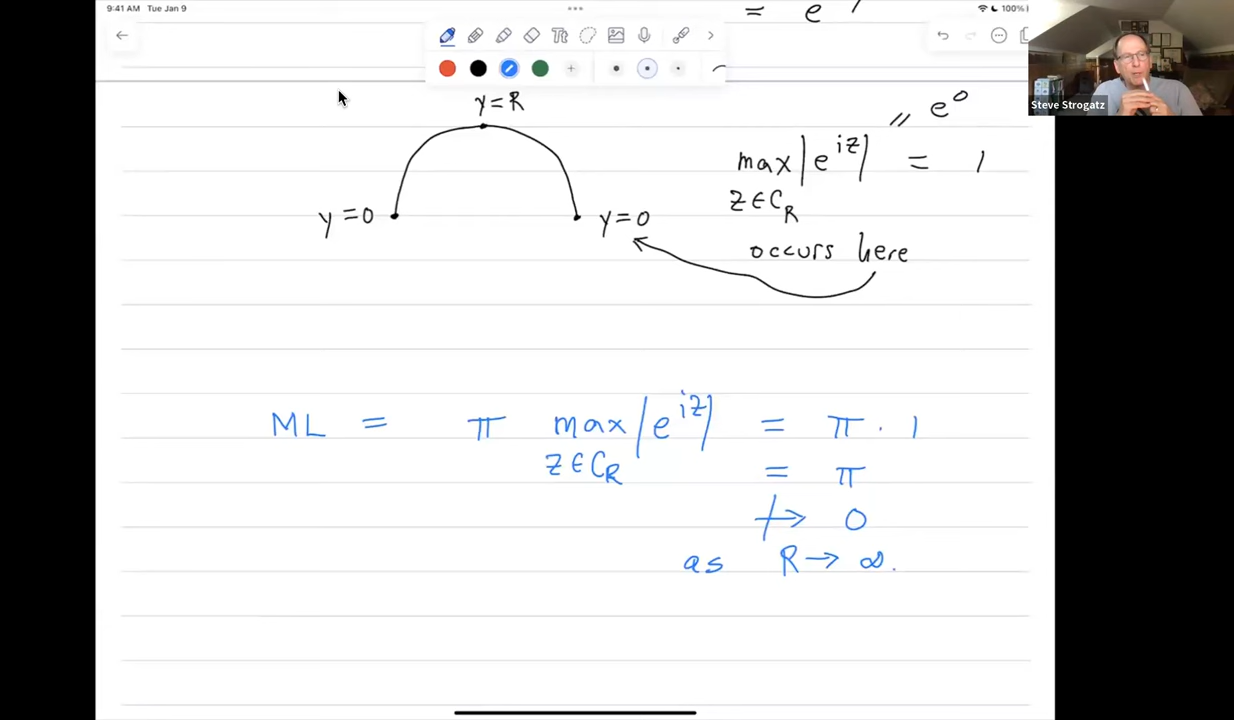 9:41 AM Tue Jan 9
100%
= e
Steve Strogatz
y = R
" e^0
max |e^{iz}| = 1
z ∈ C_R
y = 0
y = 0
occurs here
ML = π max |e^{iz}| = π · 1
z ∈ C_R
= π
↛ 0
as R → ∞.